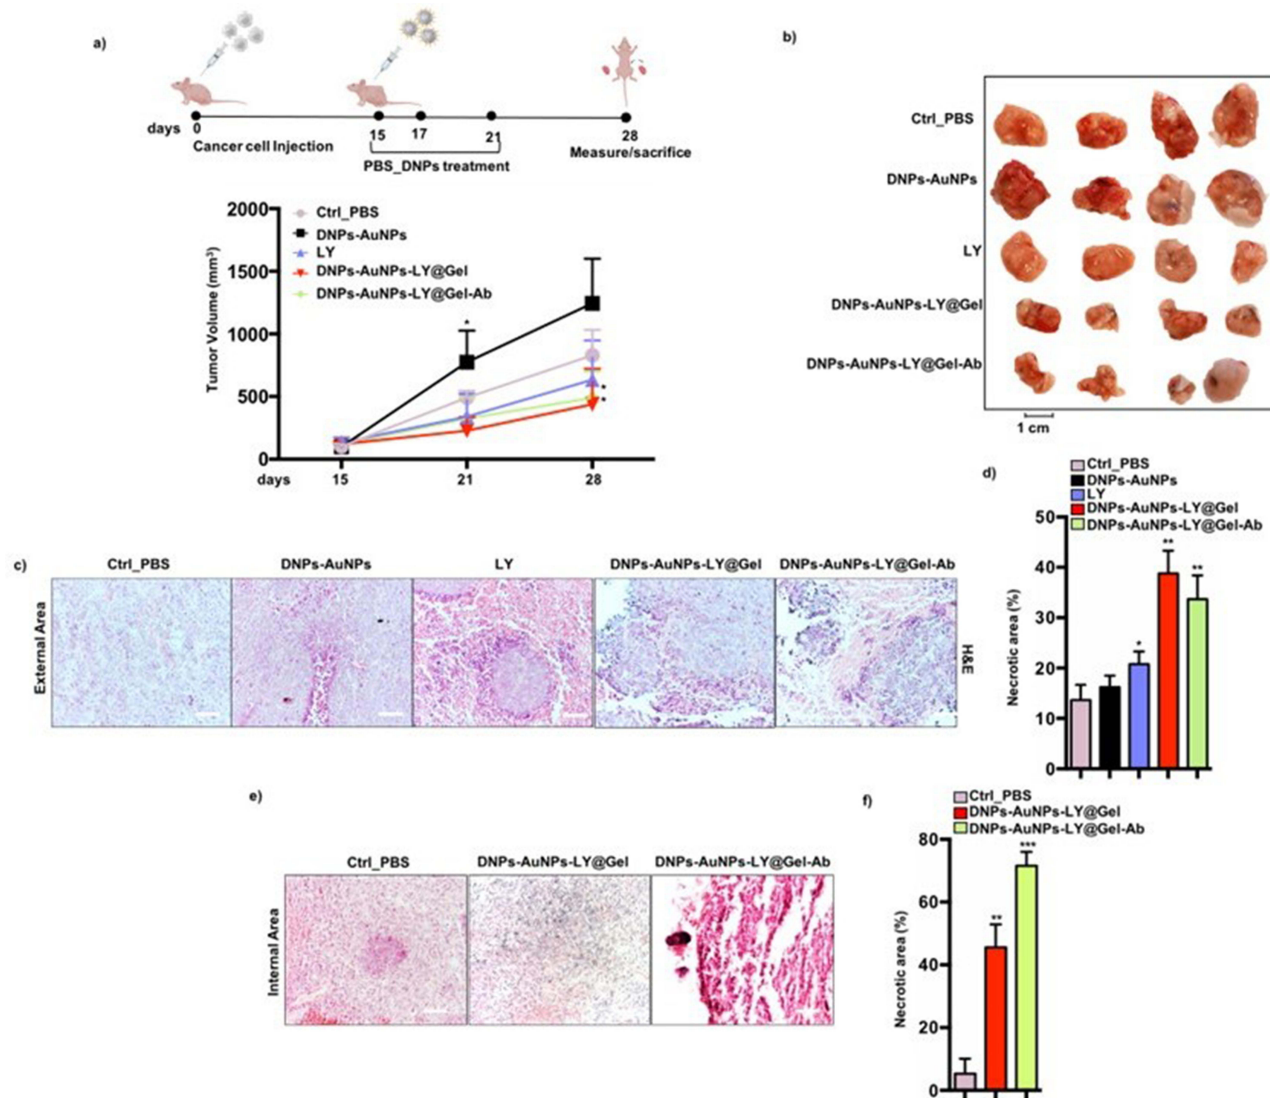 a)
days
0
15
17
21
28
Cancer cell Injection
PBS_DNPs treatment
Measure/sacrifice
Tumor Volume (mm³)
2000
1500
1000
500
0
Ctrl_PBS
DNPs-AuNPs
LY
DNPs-AuNPs-LY@Gel
DNPs-AuNPs-LY@Gel-Ab
*
*
*
days
15
21
28
b)
Ctrl_PBS
DNPs-AuNPs
LY
DNPs-AuNPs-LY@Gel
DNPs-AuNPs-LY@Gel-Ab
1 cm
c)
Ctrl_PBS
DNPs-AuNPs
LY
DNPs-AuNPs-LY@Gel
DNPs-AuNPs-LY@Gel-Ab
External Area
H&E
d)
Ctrl_PBS
DNPs-AuNPs
LY
DNPs-AuNPs-LY@Gel
DNPs-AuNPs-LY@Gel-Ab
Necrotic area (%)
50
40
30
20
10
0
*
**
**
e)
Ctrl_PBS
DNPs-AuNPs-LY@Gel
DNPs-AuNPs-LY@Gel-Ab
Internal Area
f)
Ctrl_PBS
DNPs-AuNPs-LY@Gel
DNPs-AuNPs-LY@Gel-Ab
Necrotic area (%)
80
60
40
20
0
**
***